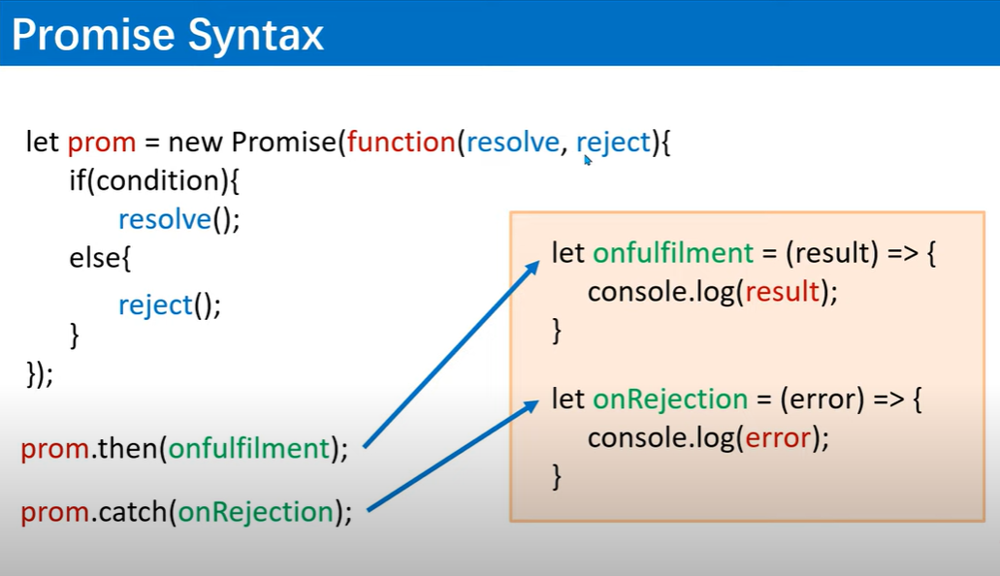 Promise Syntax
let prom = new Promise(function(resolve, reject){
if(condition){
resolve();
else{
reject();
}
});
prom.then(onfulfilment);
prom.catch(onRejection);
let onfulfilment = (result) => {
console.log(result);
}
let onRejection = (error) => {
console.log(error);
}